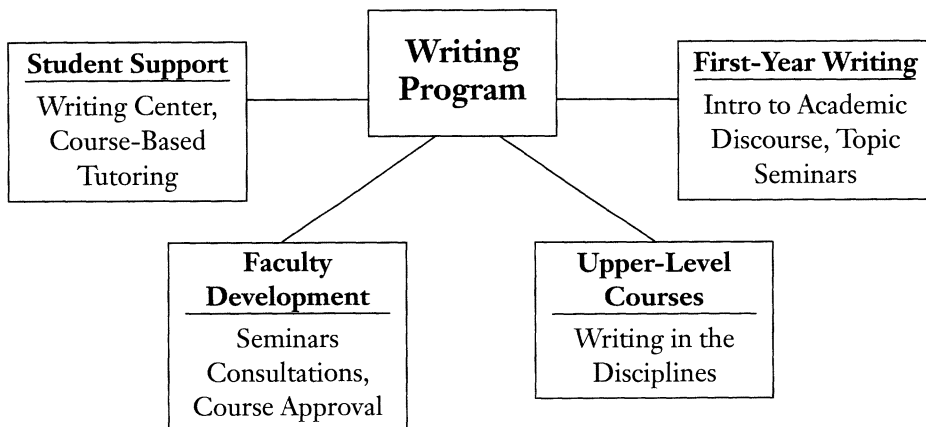 Writing
Program
Student Support
Writing Center,
Course-Based
Tutoring
First-Year Writing
Intro to Academic
Discourse, Topic
Seminars
Faculty
Development
Seminars
Consultations,
Course Approval
Upper-Level
Courses
Writing in the
Disciplines